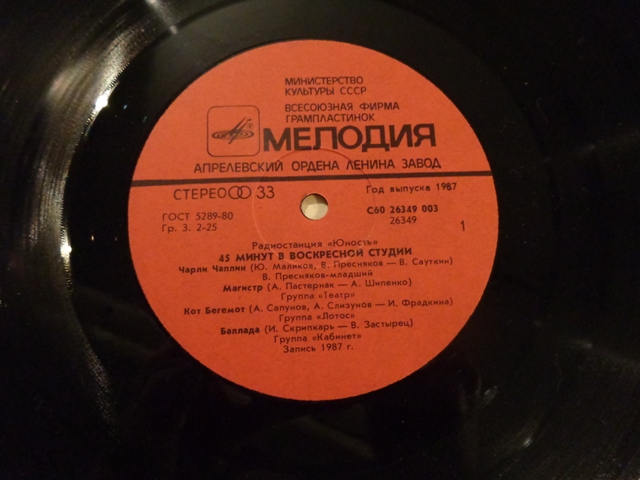 МИНИСТЕРСТВО
КУЛЬТУРЫ СССР
ВСЕСОЮЗНАЯ ФИРМА
ГРАМПЛАСТИНОК
МЕЛОДИЯ
АПРЕЛЕВСКИЙ ОРДЕНА ЛЕНИНА ЗАВОД
СТЕРЕО 33
Год выпуска 1987
ГОСТ 5289-80
Гр. 3. 2-25
С60 26349 003
26349
1
Радиостанция «Юность»
45 МИНУТ В ВОСКРЕСНОЙ СТУДИИ
Чарли Чаплин (Ю. Маликов, В. Пресняков — В. Сауткин)
В. Пресняков-младший
Магистр (А. Пастернак — А. Шипенко)
Группа «Театр»
Кот Бегемот (А. Сапунов, А. Слизунов — И. Фрадкина)
Группа «Лотос»
Баллада (И. Скрипкарь — В. Застырец)
Группа «Кабинет»
Запись 1987 г.